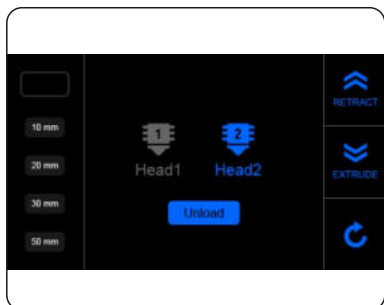 10 mm
20 mm
30 mm
50 mm
1
Head1
2
Head2
Unload
RETRACT
EXTRUDE